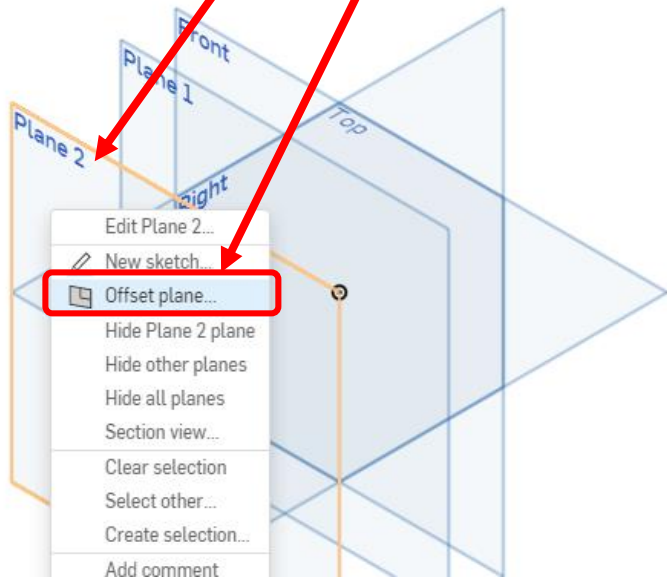 Front
Plane 1
Top
Plane 2
Right
Edit Plane 2...
New sketch...
Offset plane...
Hide Plane 2 plane
Hide other planes
Hide all planes
Section view...
Clear selection
Select other...
Create selection...
Add comment